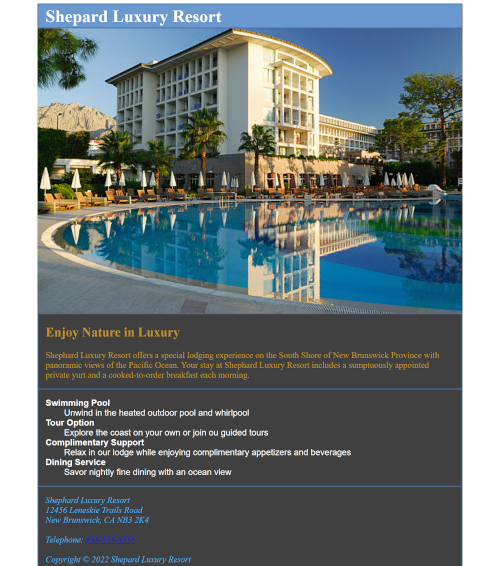 Shepard Luxury Resort
Enjoy Nature in Luxury
Shephard Luxury Resort offers a special lodging experience on the South Shore of New Brunswick Province with
panoramic views of the Pacific Ocean. Your stay at Shephard Luxury Resort includes a sumptuously appointed
private yurt and a cooked-to-order breakfast each morning.
Swimming Pool
Unwind in the heated outdoor pool and whirlpool
Tour Option
Explore the coast on your own or join ou guided tours
Complimentary Support
Relax in our lodge while enjoying complimentary appetizers and beverages
Dining Service
Savor nightly fine dining with an ocean view
Shephard Luxury Resort
12456 Leneskie Trails Road
New Brunswick, CA NB3 2K4
Telephone:
Copyright © 2022 Shepard Luxury Resort